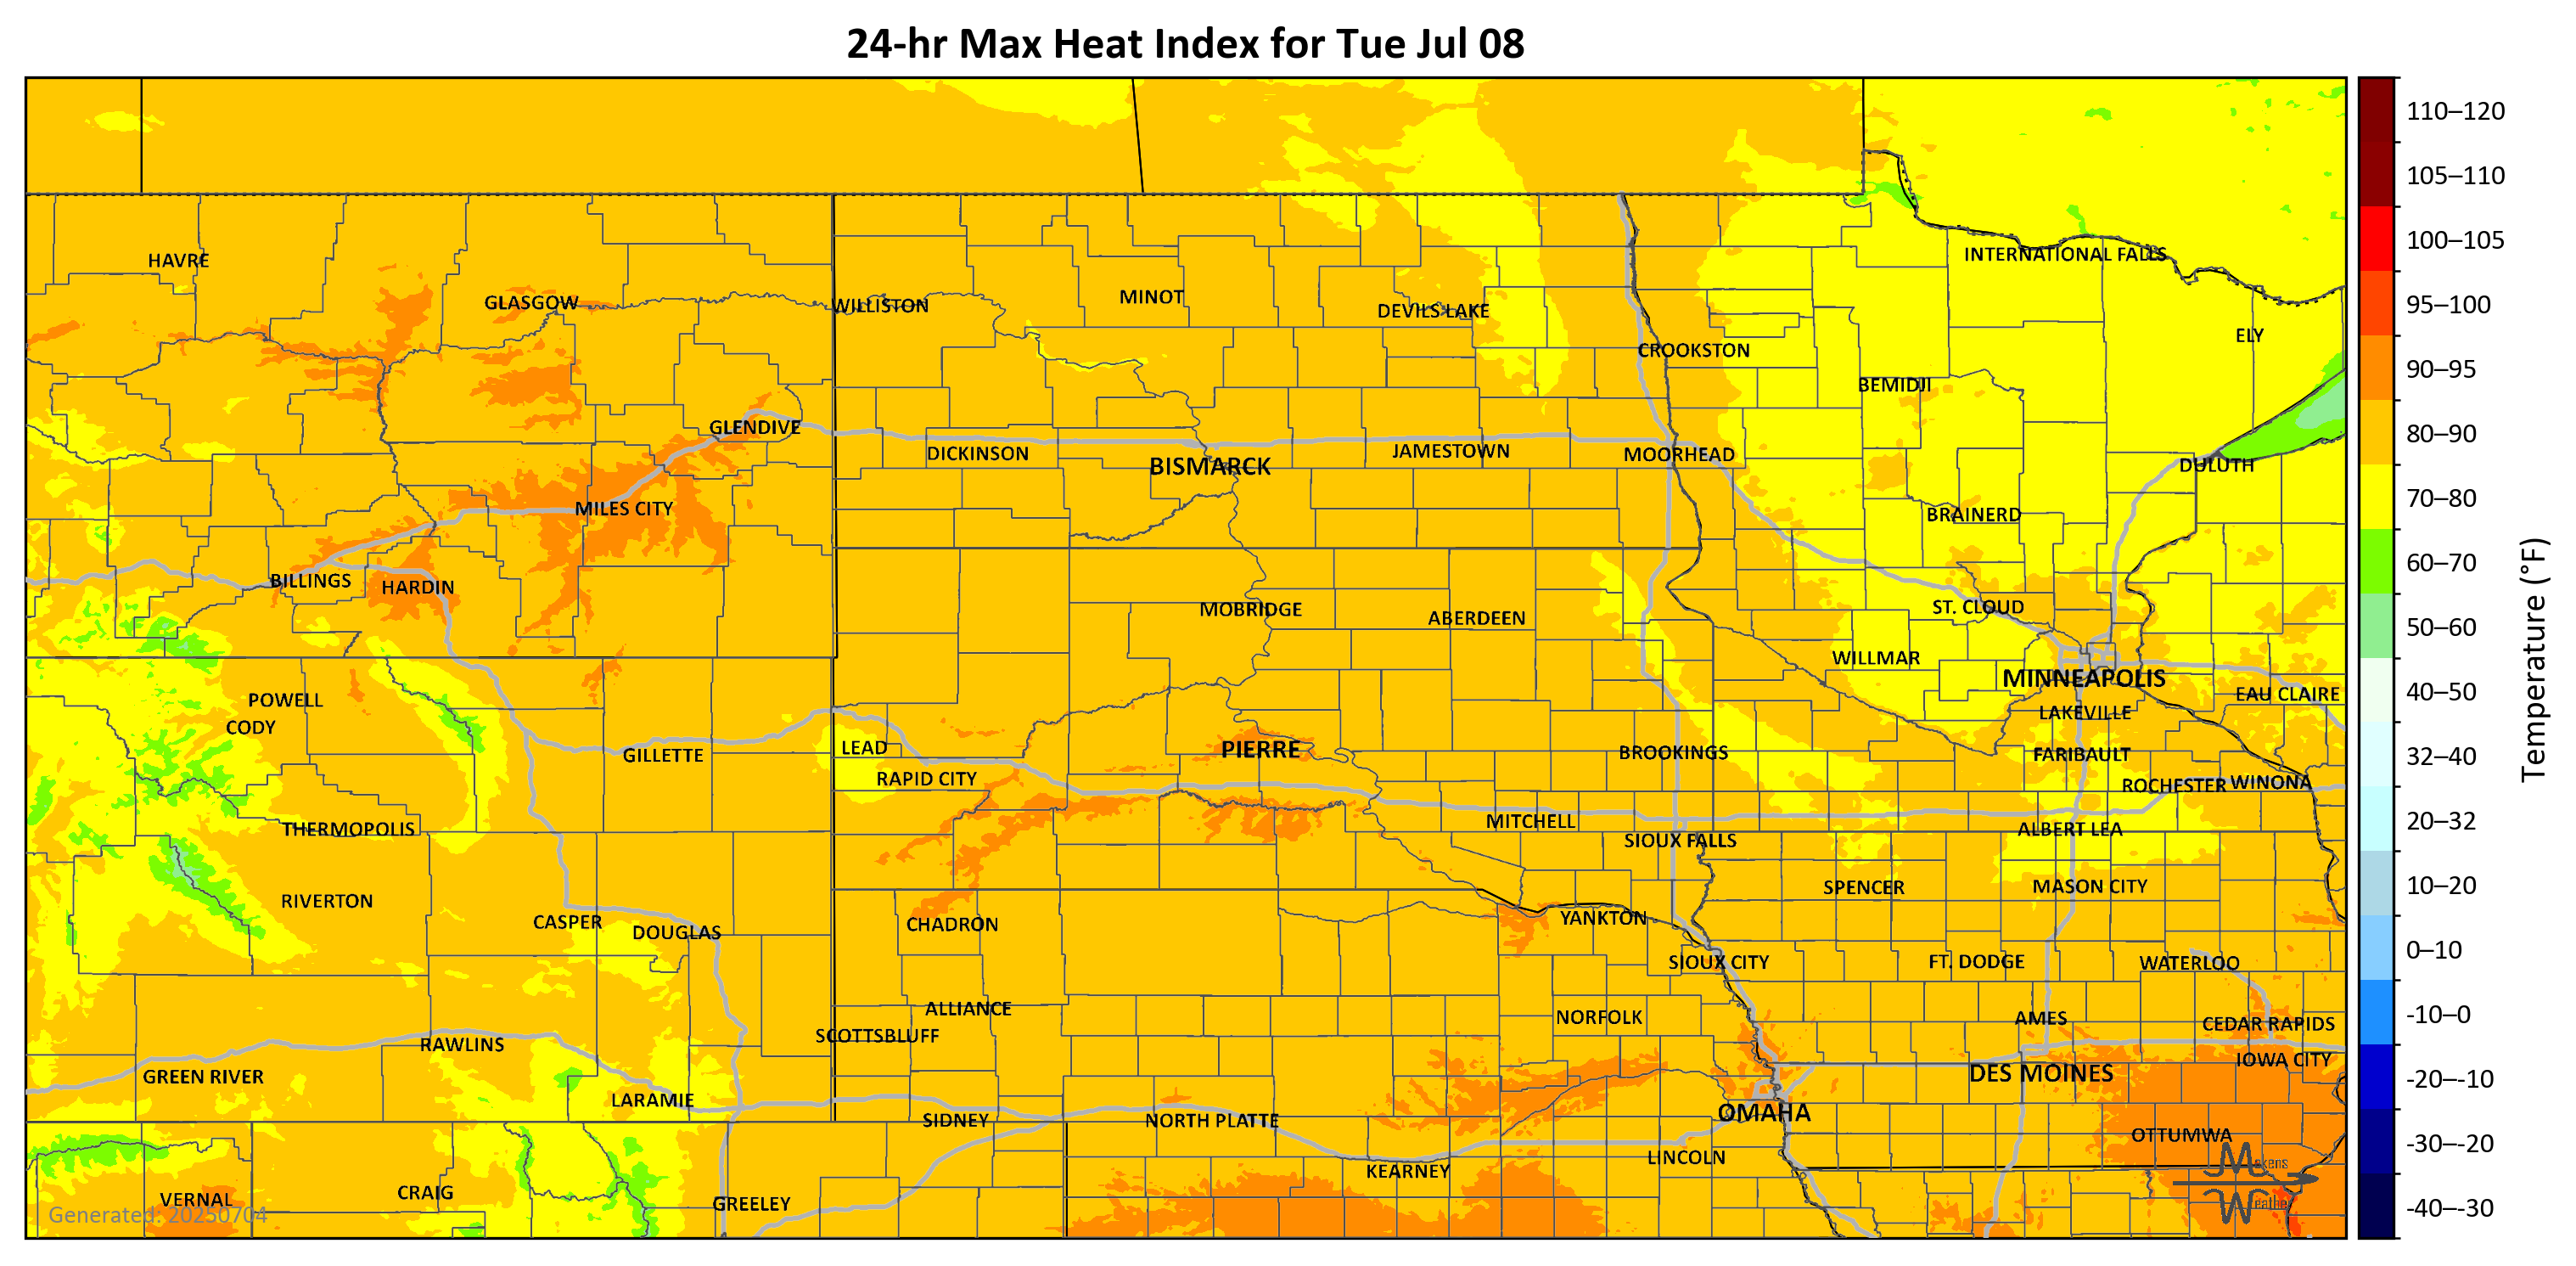 24-hr Max Heat Index for Tue Jul 08
110–120
105–110
100–105
95–100
90–95
80–90
70–80
60–70
50–60
40–50
32–40
20–32
10–20
0–10
-10–0
-20–-10
-30–-20
-40–-30
Temperature (°F)
HAVRE
GLASGOW
WILLISTON
MINOT
DEVILS LAKE
INTERNATIONAL FALLS
ELY
CROOKSTON
BEMIDJI
GLENDIVE
DICKINSON
BISMARCK
JAMESTOWN
MOORHEAD
DULUTH
MILES CITY
BRAINERD
BILLINGS
HARDIN
MOBRIDGE
ABERDEEN
ST. CLOUD
WILLMAR
MINNEAPOLIS
EAU CLAIRE
POWELL
CODY
LAKEVILLE
GILLETTE
LEAD
PIERRE
BROOKINGS
FARIBAULT
RAPID CITY
ROCHESTER
WINONA
THERMOPOLIS
MITCHELL
SIOUX FALLS
ALBERT LEA
RIVERTON
SPENCER
MASON CITY
CASPER
DOUGLAS
CHADRON
YANKTON
SIOUX CITY
FT. DODGE
WATERLOO
ALLIANCE
NORFOLK
AMES
CEDAR RAPIDS
SCOTTSBLUFF
RAWLINS
IOWA CITY
GREEN RIVER
DES MOINES
LARAMIE
SIDNEY
NORTH PLATTE
OMAHA
OTTUMWA
KEARNEY
LINCOLN
VERNAL
CRAIG
GREELEY
Generated: 20250704